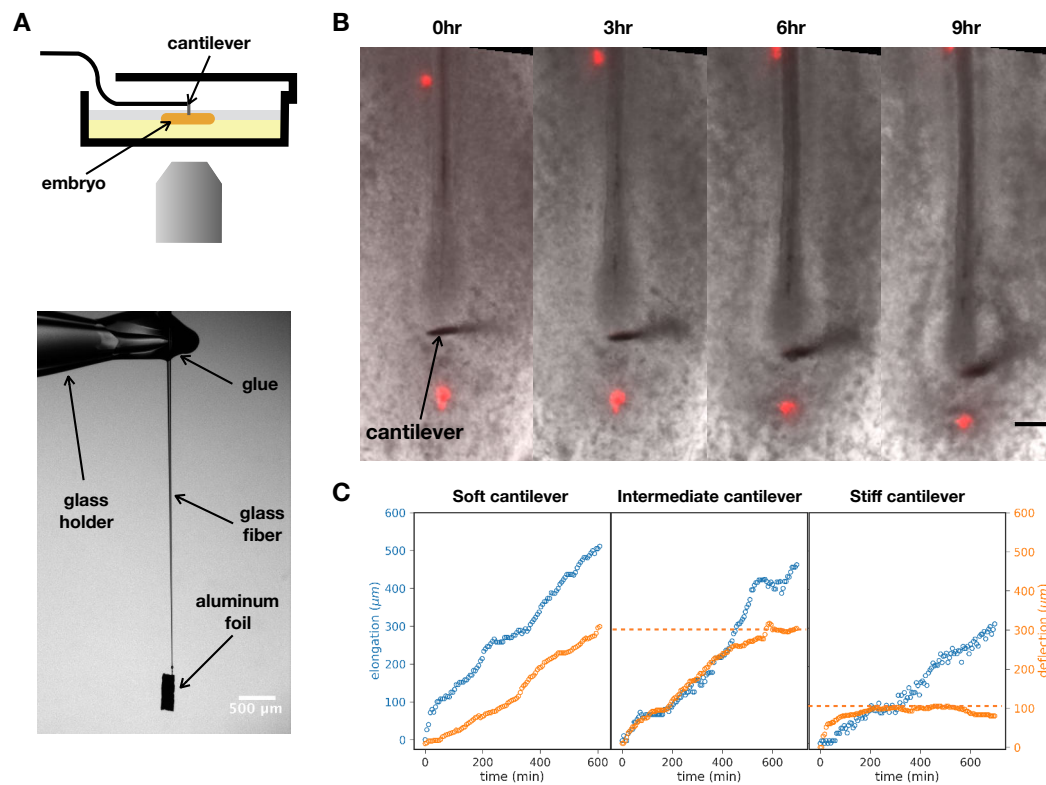 A
cantilever
embryo
glue
glass
holder
glass
fiber
aluminum
foil
500 μm
B
0hr
3hr
6hr
9hr
cantilever
C
Soft cantilever
Intermediate cantilever
Stiff cantilever
elongation (μm)
600
500
400
300
200
100
0
0
200
400
600
time (min)
0
200
400
600
time (min)
0
200
400
600
time (min)
600
500
400
300
200
100
0
deflection (μm)